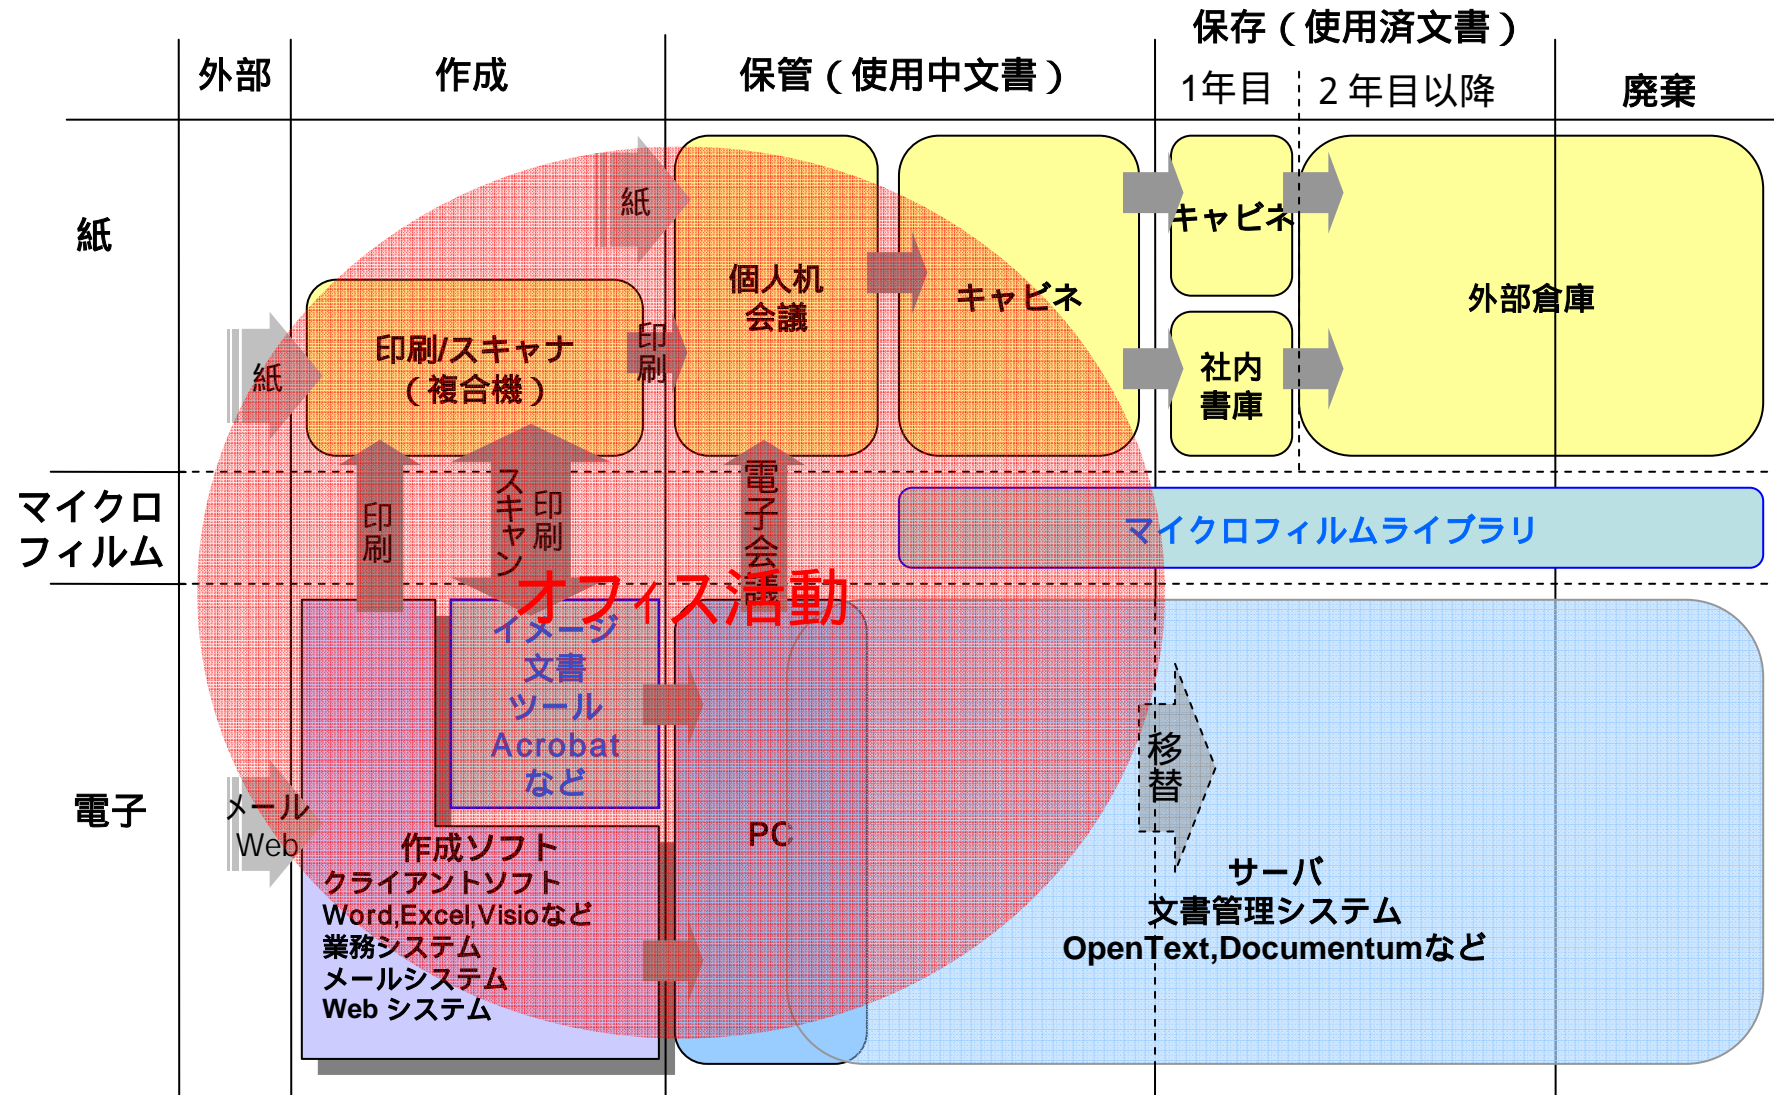 保存（使用済文書）
外部
作成
保管（使用中文書）
1年目
2 年目以降
廃棄
紙
紙
個人机
会議
キャビネ
キャビネ
外部倉庫
紙
印刷/スキャナ
（複合機）
印
刷
社内
書庫
マイクロ
フィルム
印
刷
スキャン
印
刷
電子会議
マイクロフィルムライブラリ
オフィス活動
電子
メール
Web
イメージ
文書
ツール
Acrobat
など
作成ソフト
クライアントソフト
Word,Excel,Visioなど
業務システム
メールシステム
Web システム
PC
移
替
サーバ
文書管理システム
OpenText,Documentumなど